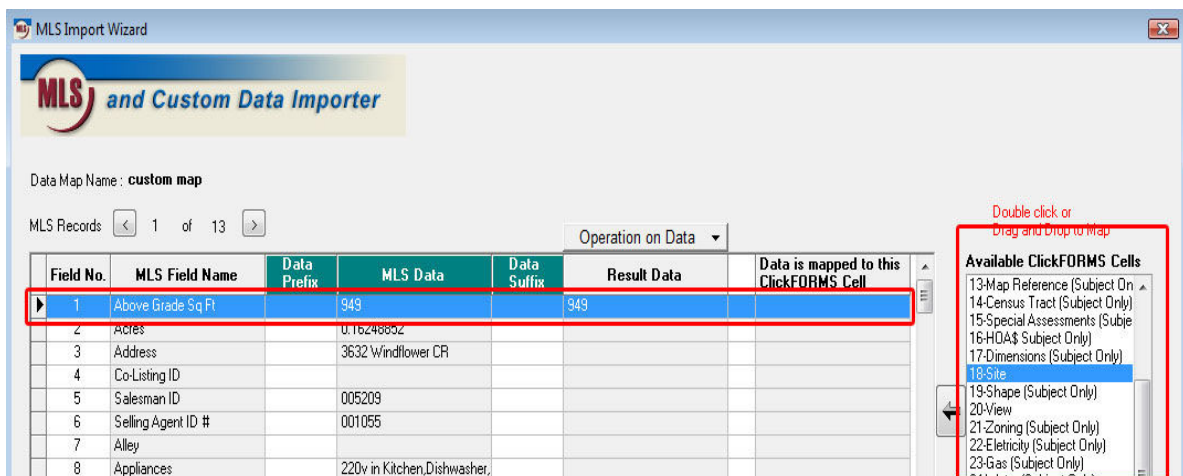 MLS Import Wizard
MLS and Custom Data Importer
Data Map Name : custom map
MLS Records < 1 of 13 >
Operation on Data
Double click or
Drag and Drop to Map
Field No. MLS Field Name Data Prefix MLS Data Data Suffix Result Data Data is mapped to this ClickFORMS Cell
1 Above Grade Sq Ft 949 949
2 Acres 0.16248852
3 Address 3632 Windflower CR
4 Co-Listing ID
5 Salesman ID 005209
6 Selling Agent ID # 001055
7 Alley
8 Appliances 220v in Kitchen,Dishwasher,
Available ClickFORMS Cells
13-Map Reference (Subject On
14-Census Tract (Subject Only)
15-Special Assessments (Subje
16-HOA$ Subject Only)
17-Dimensions (Subject Only)
18-Site
19-Shape (Subject Only)
20-View
21-Zoning (Subject Only)
22-Eletricity (Subject Only)
23-Gas (Subject Only)